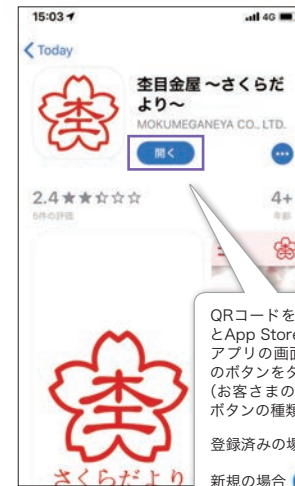 15:03
4G
Today
杢目金屋 ~さくらだ
より~
MOKUMEGANEYA CO., LTD.
開く
2.4★★☆☆☆
4+
5件の評価
年齢
杢
さくらだより
QRコードを
とApp Store
アプリの画面
のボタンをタ
(お客さまの
ボタンの種類
登録済みの場
新規の場合